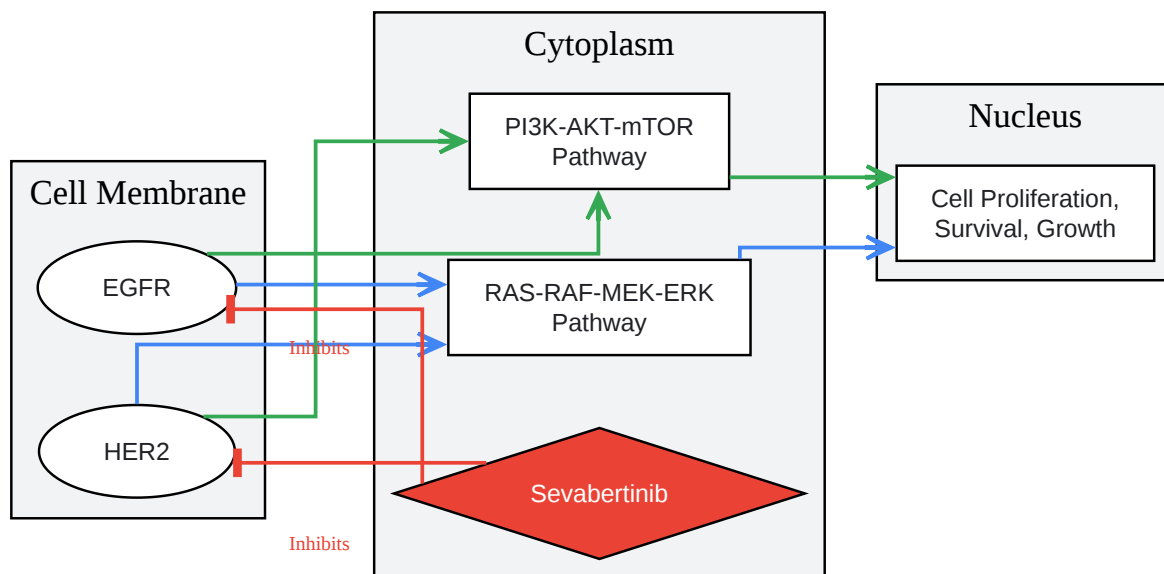 Cytoplasm
PI3K-AKT-mTOR
Pathway
Nucleus
Cell Proliferation,
Survival, Growth
Cell Membrane
EGFR
RAS-RAF-MEK-ERK
Pathway
Inhibits
HER2
Sevabertinib
Inhibits